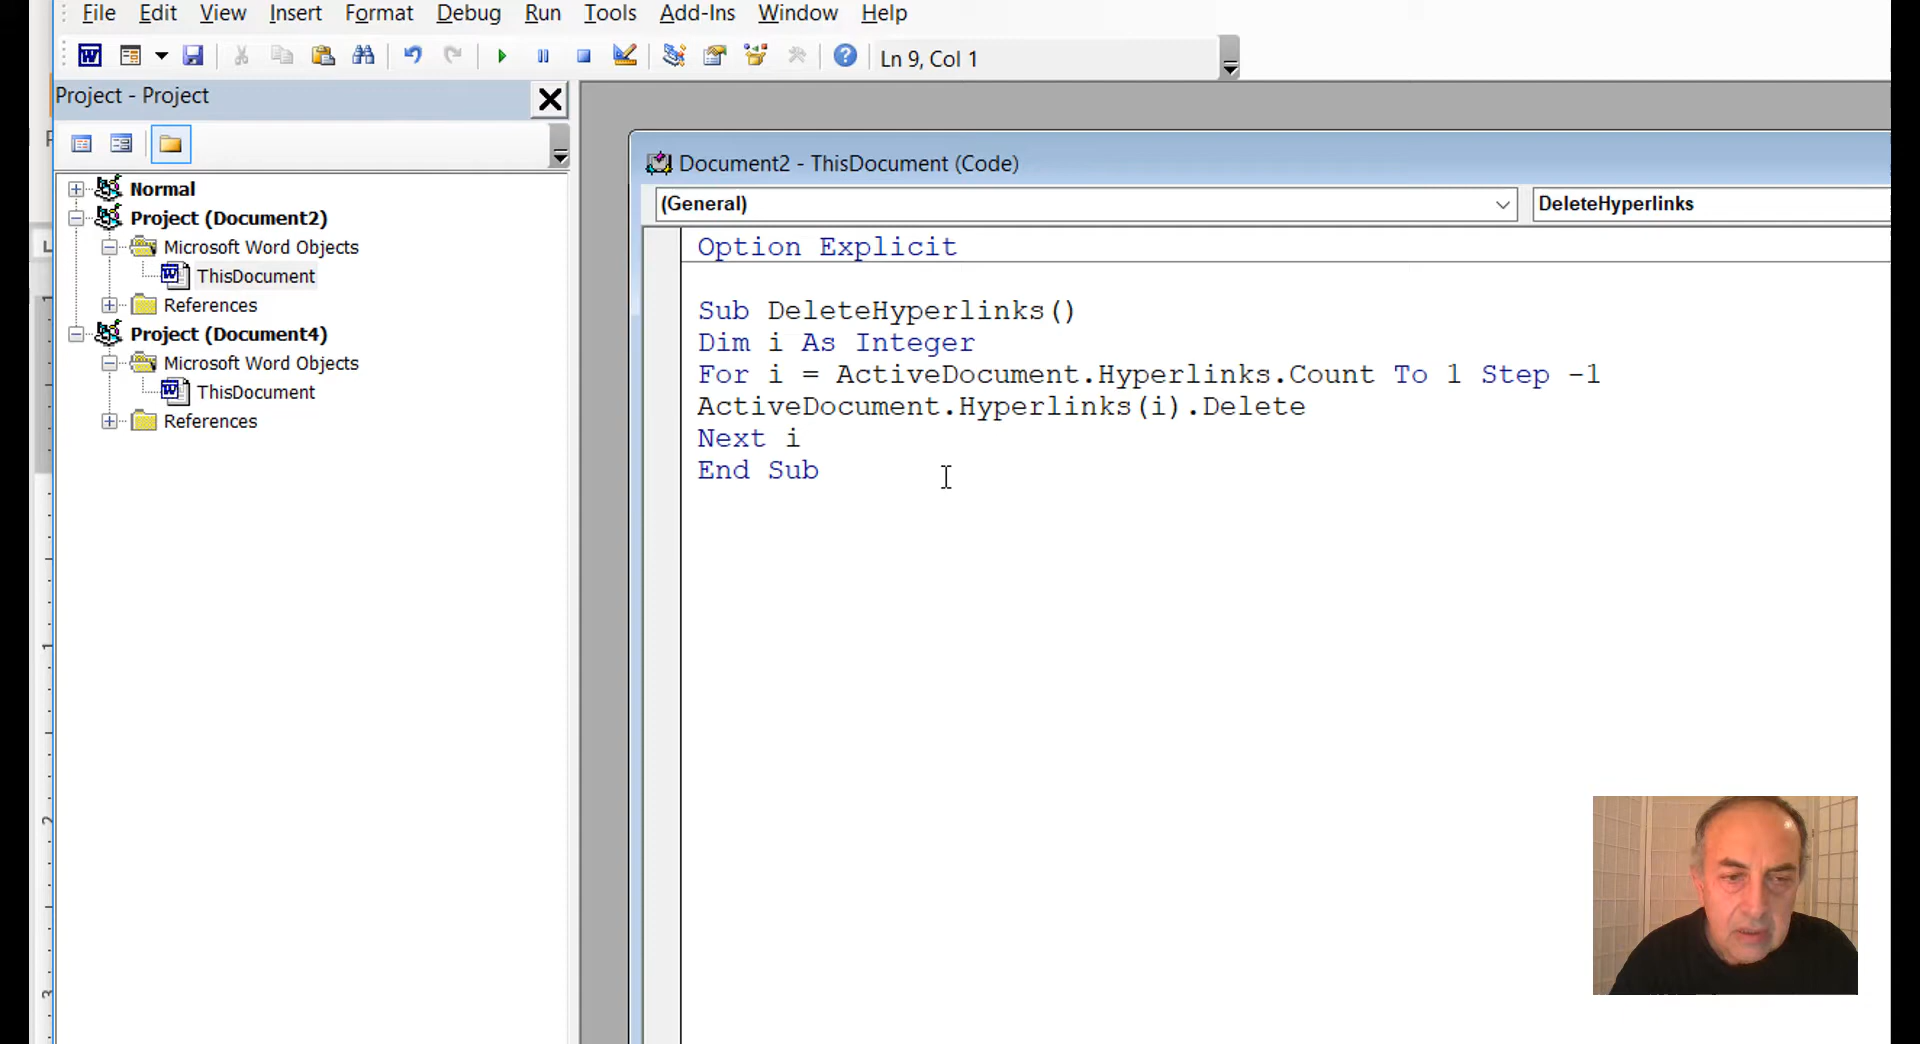 File Edit View Insert Format Debug Run Tools Add-Ins Window Help
Ln 9, Col 1
Project - Project
Normal
Project (Document2)
Microsoft Word Objects
ThisDocument
References
Project (Document4)
Microsoft Word Objects
ThisDocument
References
Document2 - ThisDocument (Code)
(General) DeleteHyperlinks
Option Explicit
Sub DeleteHyperlinks()
Dim i As Integer
For i = ActiveDocument.Hyperlinks.Count To 1 Step -1
ActiveDocument.Hyperlinks(i).Delete
Next i
End Sub